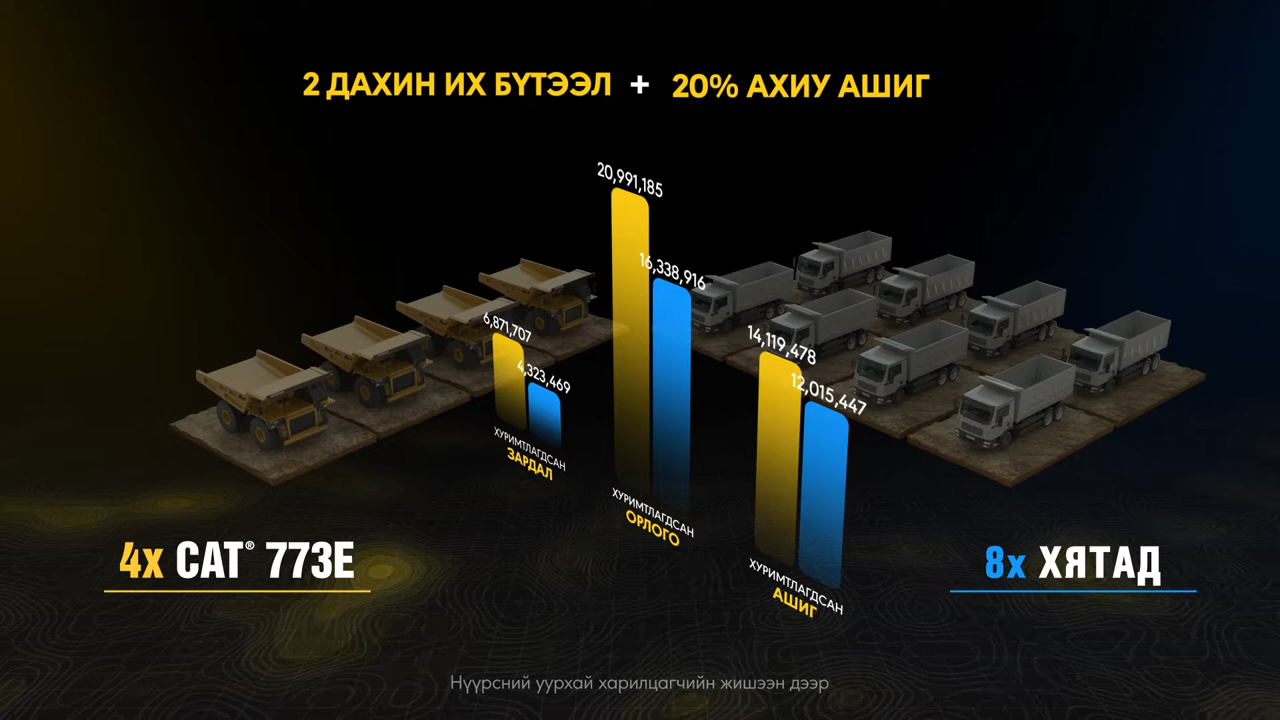 2 ДАХИН ИХ БҮТЭЭЛ + 20% АХИУ АШИГ
20,991,185
16,338,916
6,871,707
4,323,469
14,119,478
12,015,447
ХУРИМТЛАГДСАН
ЗАРДАЛ
ХУРИМТЛАГДСАН
ОРЛОГО
ХУРИМТЛАГДСАН
АШИГ
4x CAT® 773E
8x ХЯТАД
Нүүрсний уурхай харилцагчийн жишээн дээр